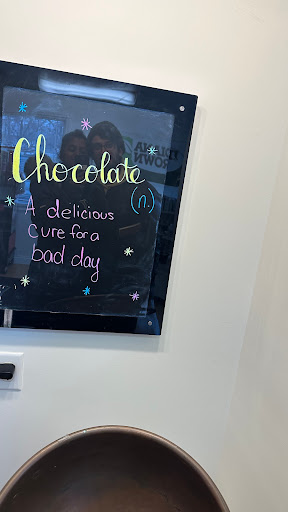 Chocolate
(n.)
A delicious
cure for a
bad day